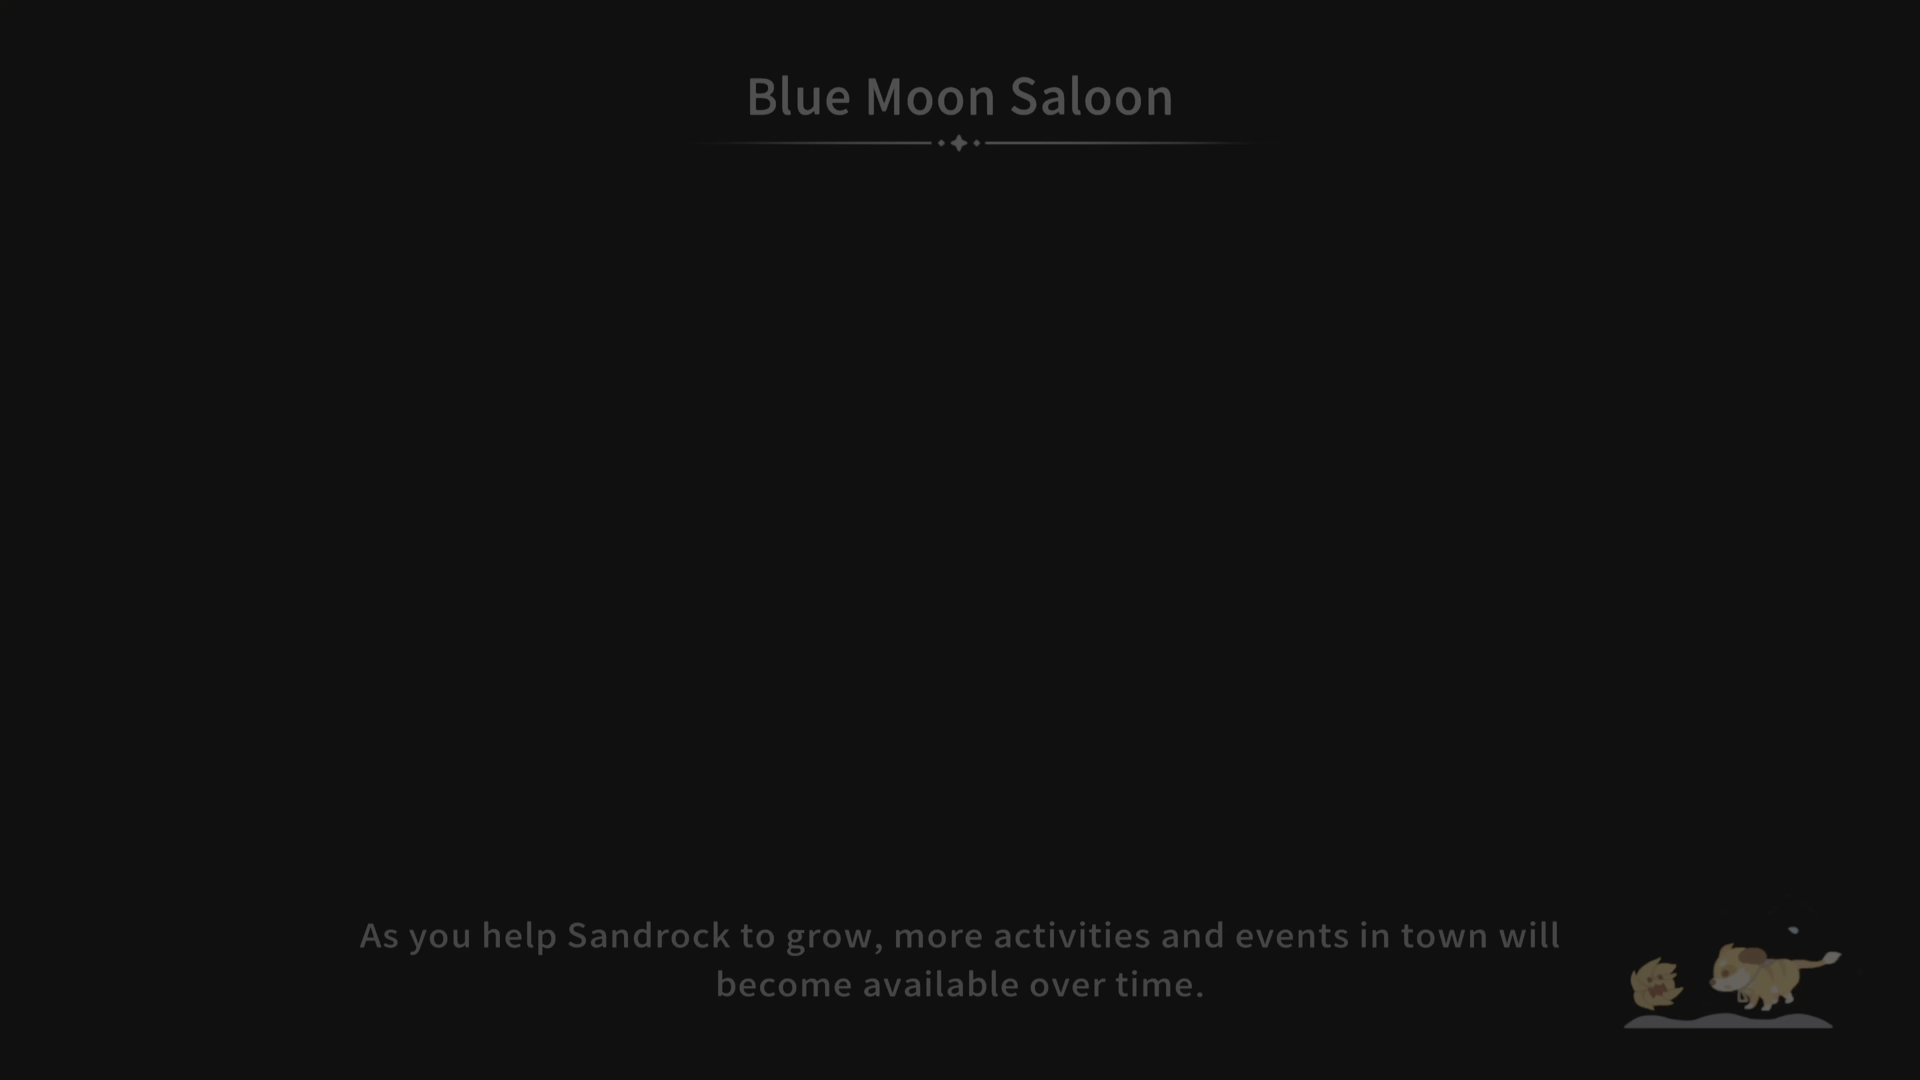 Blue Moon Saloon
As you help Sandrock to grow, more activities and events in town will
become available over time.